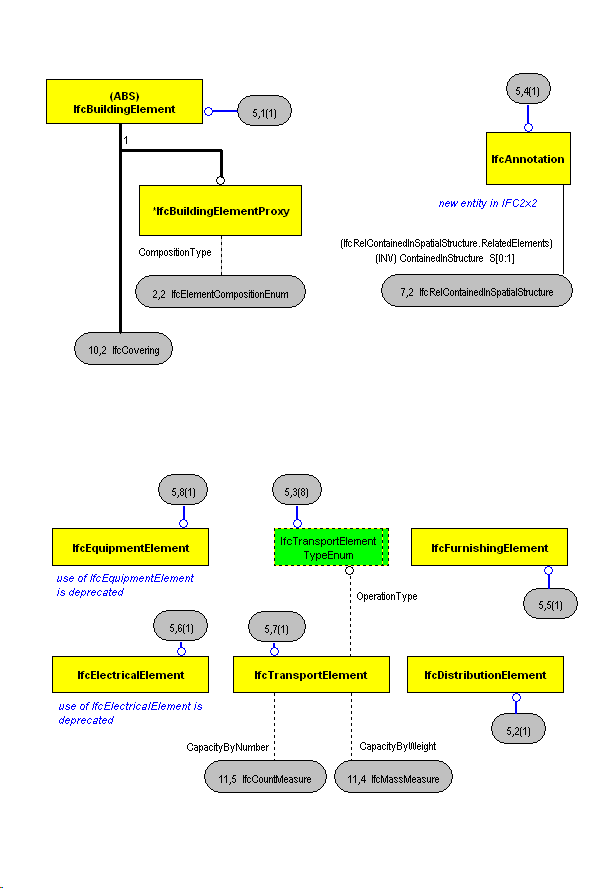 (ABS)
IfcBuildingElement
5,1(1)
1
*IfcBuildingElementProxy
CompositionType
2,2 IfcElementCompositionEnum
10,2 IfcCovering
5,4(1)
IfcAnnotation
new entity in IFC2x2
(IfcRelContainedInSpatialStructure.RelatedElements)
(INV) ContainedInStructure S[0:1]
7,2 IfcRelContainedInSpatialStructure
5,8(1)
IfcEquipmentElement
use of IfcEquipmentElement
is deprecated
5,3(8)
IfcTransportElement
TypeEnum
OperationType
IfcFurnishingElement
5,5(1)
5,6(1)
IfcElectricalElement
use of IfcElectricalElement is
deprecated
5,7(1)
IfcTransportElement
CapacityByNumber
CapacityByWeight
11,5 IfcCountMeasure
11,4 IfcMassMeasure
IfcDistributionElement
5,2(1)